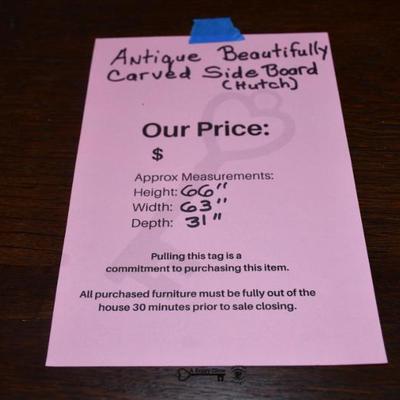 Antique Beautifully
Carved Side Board
(Hutch)
Our Price:
$
Approx Measurements:
Height: 66"
Width: 63"
Depth: 31"
Pulling this tag is a
commitment to purchasing this item.
All purchased furniture must be fully out of the
house 30 minutes prior to sale closing.